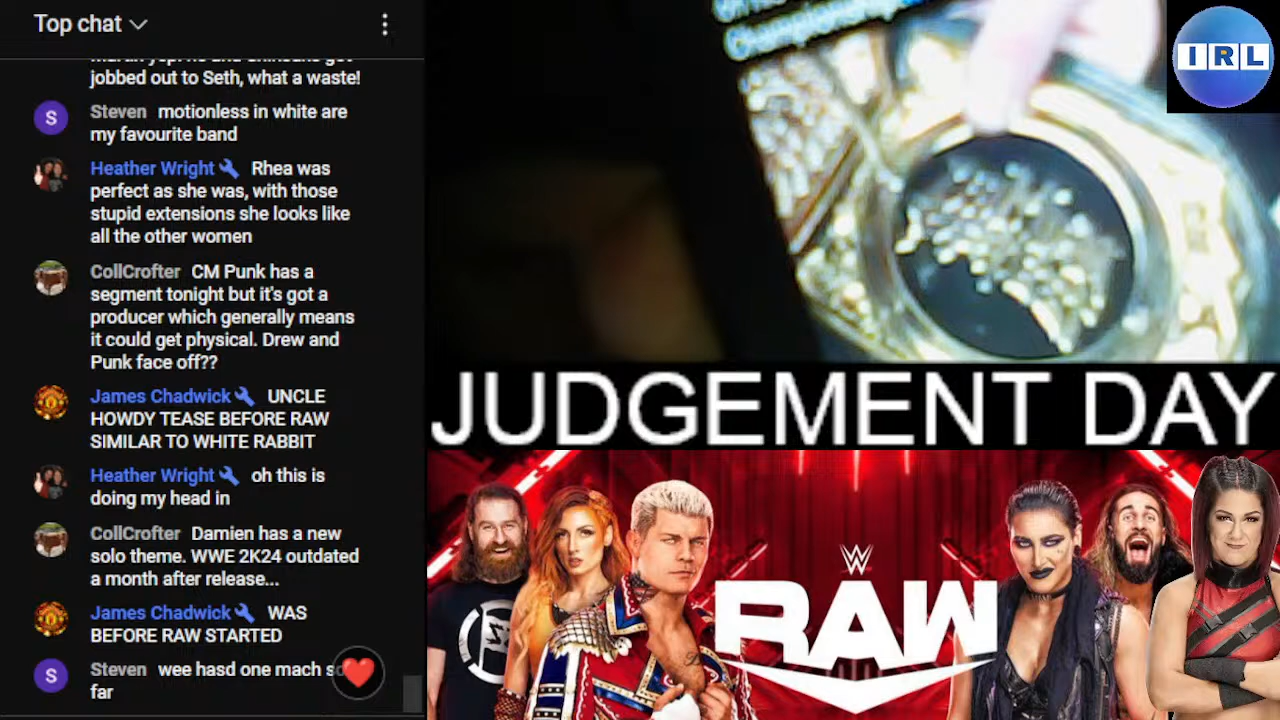 Top chat
jobbed out to Seth, what a waste!
S
Steven motionless in white are
my favourite band
Heather Wright Rhea was
perfect as she was, with those
stupid extensions she looks like
all the other women
CollCrofter CM Punk has a
segment tonight but it's got a
producer which generally means
it could get physical. Drew and
Punk face off??
James Chadwick UNCLE
HOWDY TEASE BEFORE RAW
SIMILAR TO WHITE RABBIT
Heather Wright oh this is
doing my head in
CollCrofter Damien has a new
solo theme. WWE 2K24 outdated
a month after release...
James Chadwick WAS
BEFORE RAW STARTED
S
Steven wee hasd one mach
far
Championship
IRL
JUDGEMENT DAY
W
RAW